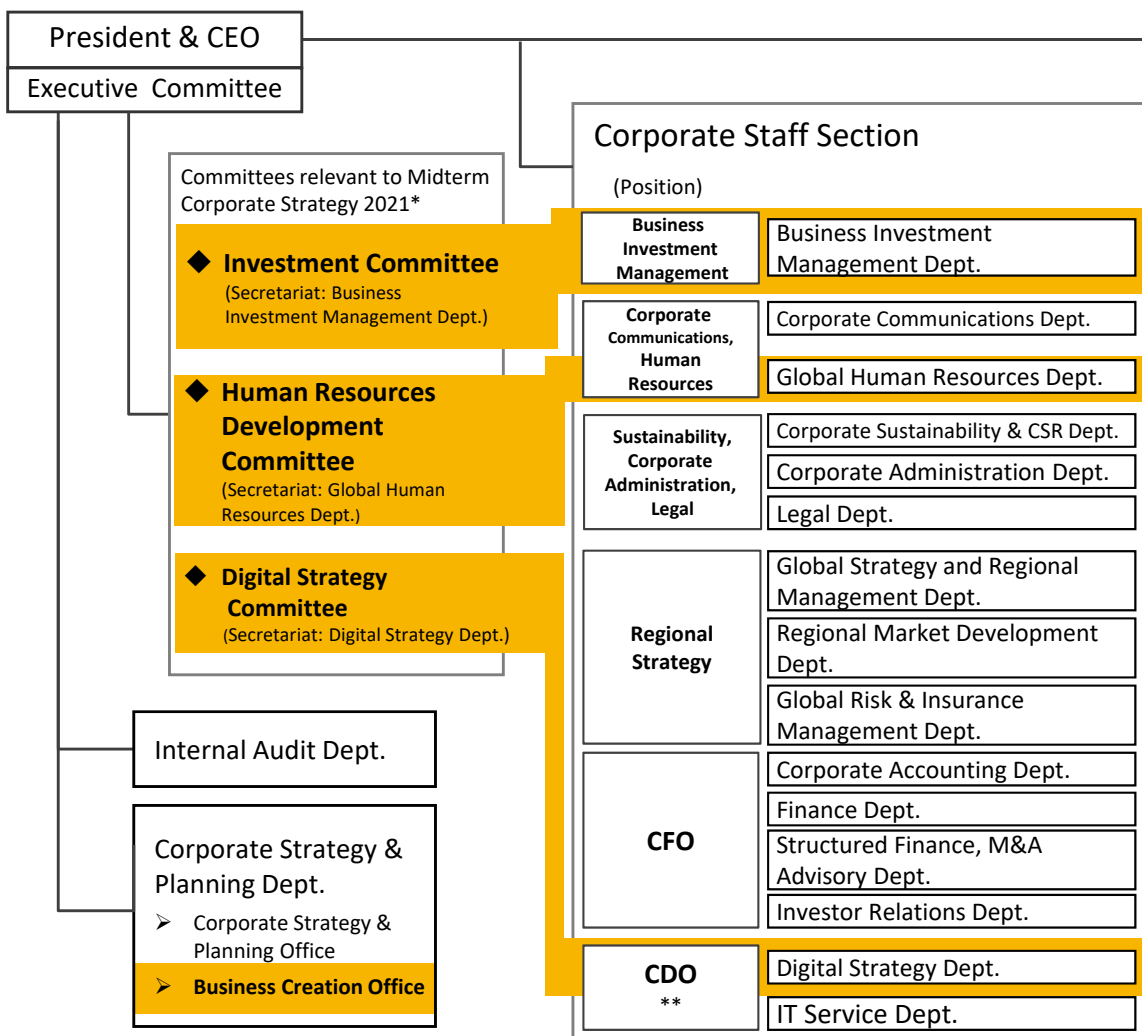 President & CEO
Executive Committee
Committees relevant to Midterm
Corporate Strategy 2021*
◆ Investment Committee
(Secretariat: Business
Investment Management Dept.)
◆ Human Resources
Development
Committee
(Secretariat: Global Human
Resources Dept.)
◆ Digital Strategy
Committee
(Secretariat: Digital Strategy Dept.)
Internal Audit Dept.
Corporate Strategy &
Planning Dept.
➢ Corporate Strategy &
Planning Office
➢ Business Creation Office
Corporate Staff Section
(Position)
Business
Investment
Management
Business Investment
Management Dept.
Corporate
Communications,
Human
Resources
Corporate Communications Dept.
Global Human Resources Dept.
Sustainability,
Corporate
Administration,
Legal
Corporate Sustainability & CSR Dept.
Corporate Administration Dept.
Legal Dept.
Regional
Strategy
Global Strategy and Regional
Management Dept.
Regional Market Development
Dept.
Global Risk & Insurance
Management Dept.
CFO
Corporate Accounting Dept.
Finance Dept.
Structured Finance, M&A
Advisory Dept.
Investor Relations Dept.
CDO
**
Digital Strategy Dept.
IT Service Dept.